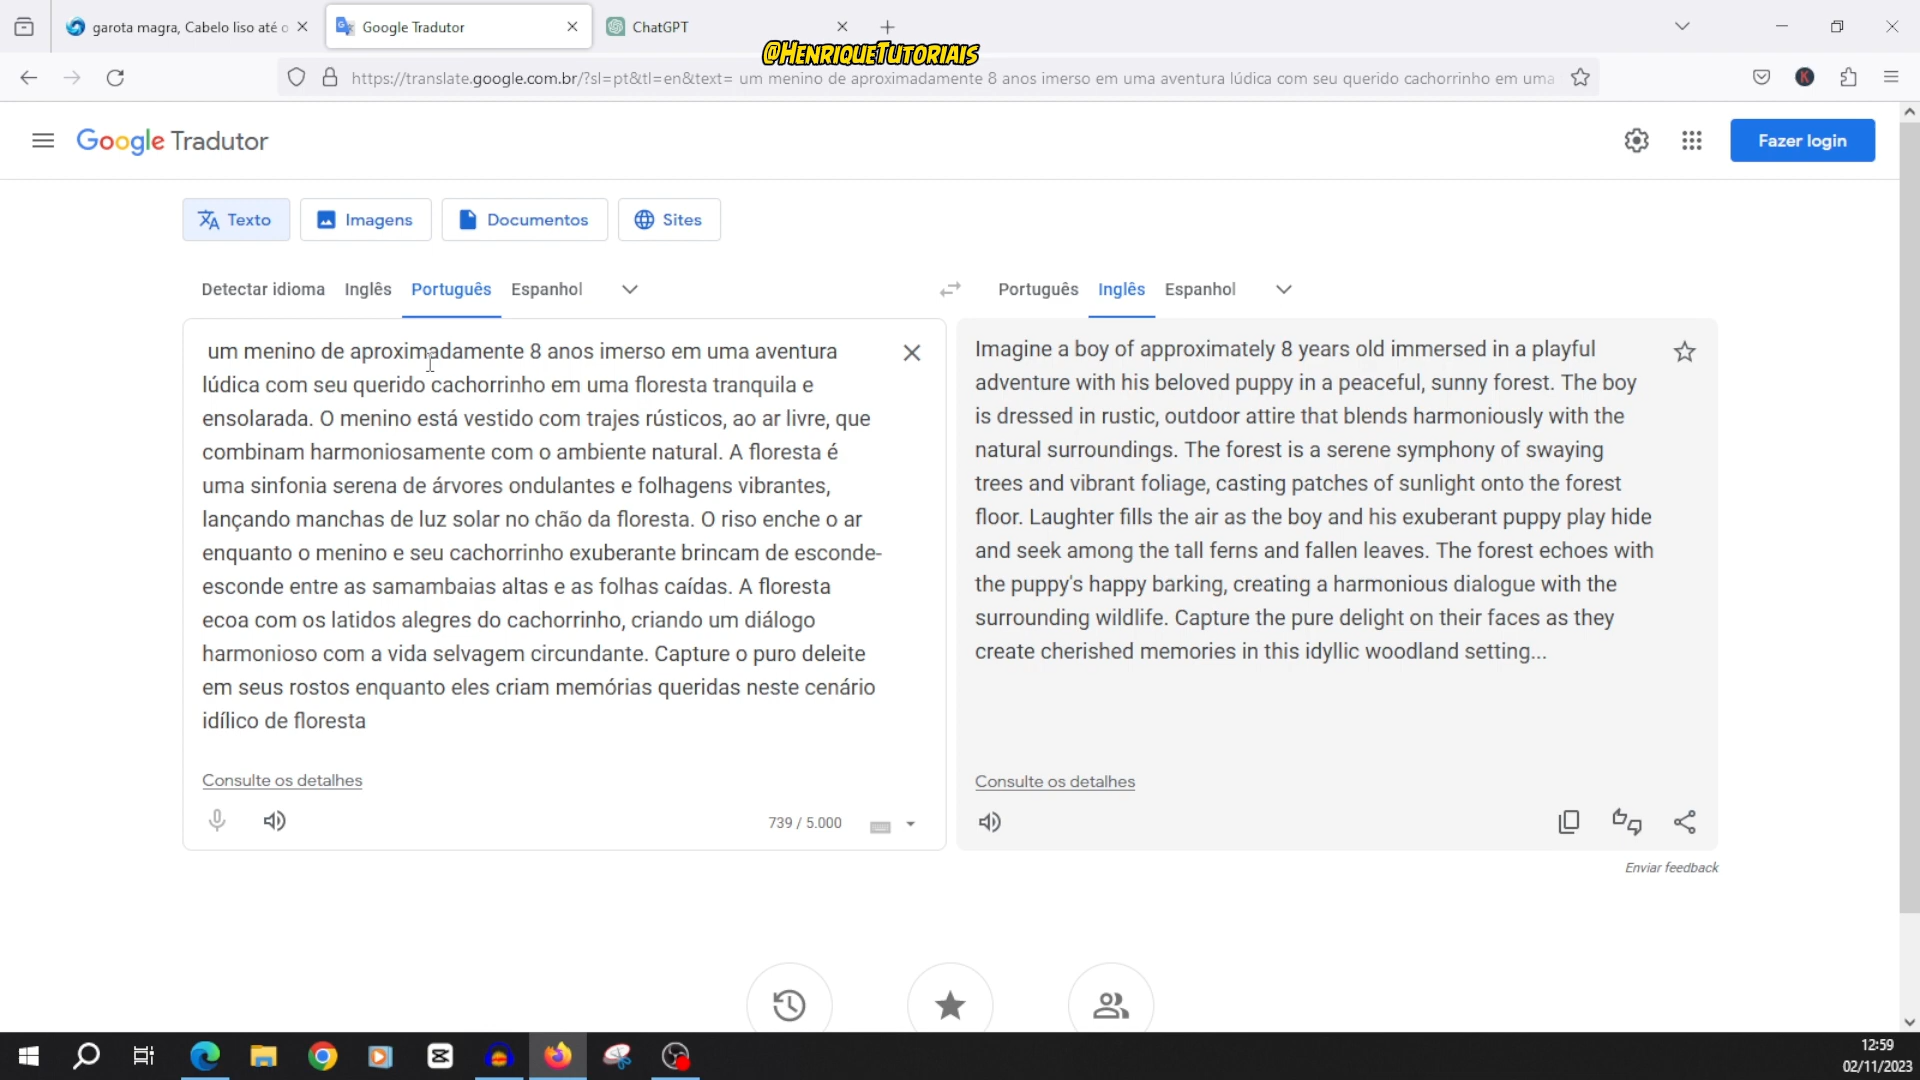 garota magra, Cabelo liso até o
Google Tradutor
ChatGPT
@HenriqueTutoriais
https://translate.google.com.br/?sl=pt&tl=en&text= um menino de aproximadamente 8 anos imerso em uma aventura lúdica com seu querido cachorrinho em uma
K
Google Tradutor
Fazer login
Texto
Imagens
Documentos
Sites
Detectar idioma
Inglês
Português
Espanhol
Português
Inglês
Espanhol
um menino de aproximadamente 8 anos imerso em uma aventura
lúdica com seu querido cachorrinho em uma floresta tranquila e
ensolarada. O menino está vestido com trajes rústicos, ao ar livre, que
combinam harmoniosamente com o ambiente natural. A floresta é
uma sinfonia serena de árvores ondulantes e folhagens vibrantes,
lançando manchas de luz solar no chão da floresta. O riso enche o ar
enquanto o menino e seu cachorrinho exuberante brincam de esconde-
esconde entre as samambaias altas e as folhas caídas. A floresta
ecoa com os latidos alegres do cachorrinho, criando um diálogo
harmonioso com a vida selvagem circundante. Capture o puro deleite
em seus rostos enquanto eles criam memórias queridas neste cenário
idílico de floresta
Consulte os detalhes
739 / 5.000
Imagine a boy of approximately 8 years old immersed in a playful
adventure with his beloved puppy in a peaceful, sunny forest. The boy
is dressed in rustic, outdoor attire that blends harmoniously with the
natural surroundings. The forest is a serene symphony of swaying
trees and vibrant foliage, casting patches of sunlight onto the forest
floor. Laughter fills the air as the boy and his exuberant puppy play hide
and seek among the tall ferns and fallen leaves. The forest echoes with
the puppy's happy barking, creating a harmonious dialogue with the
surrounding wildlife. Capture the pure delight on their faces as they
create cherished memories in this idyllic woodland setting...
Consulte os detalhes
Enviar feedback
12:59
02/11/2023